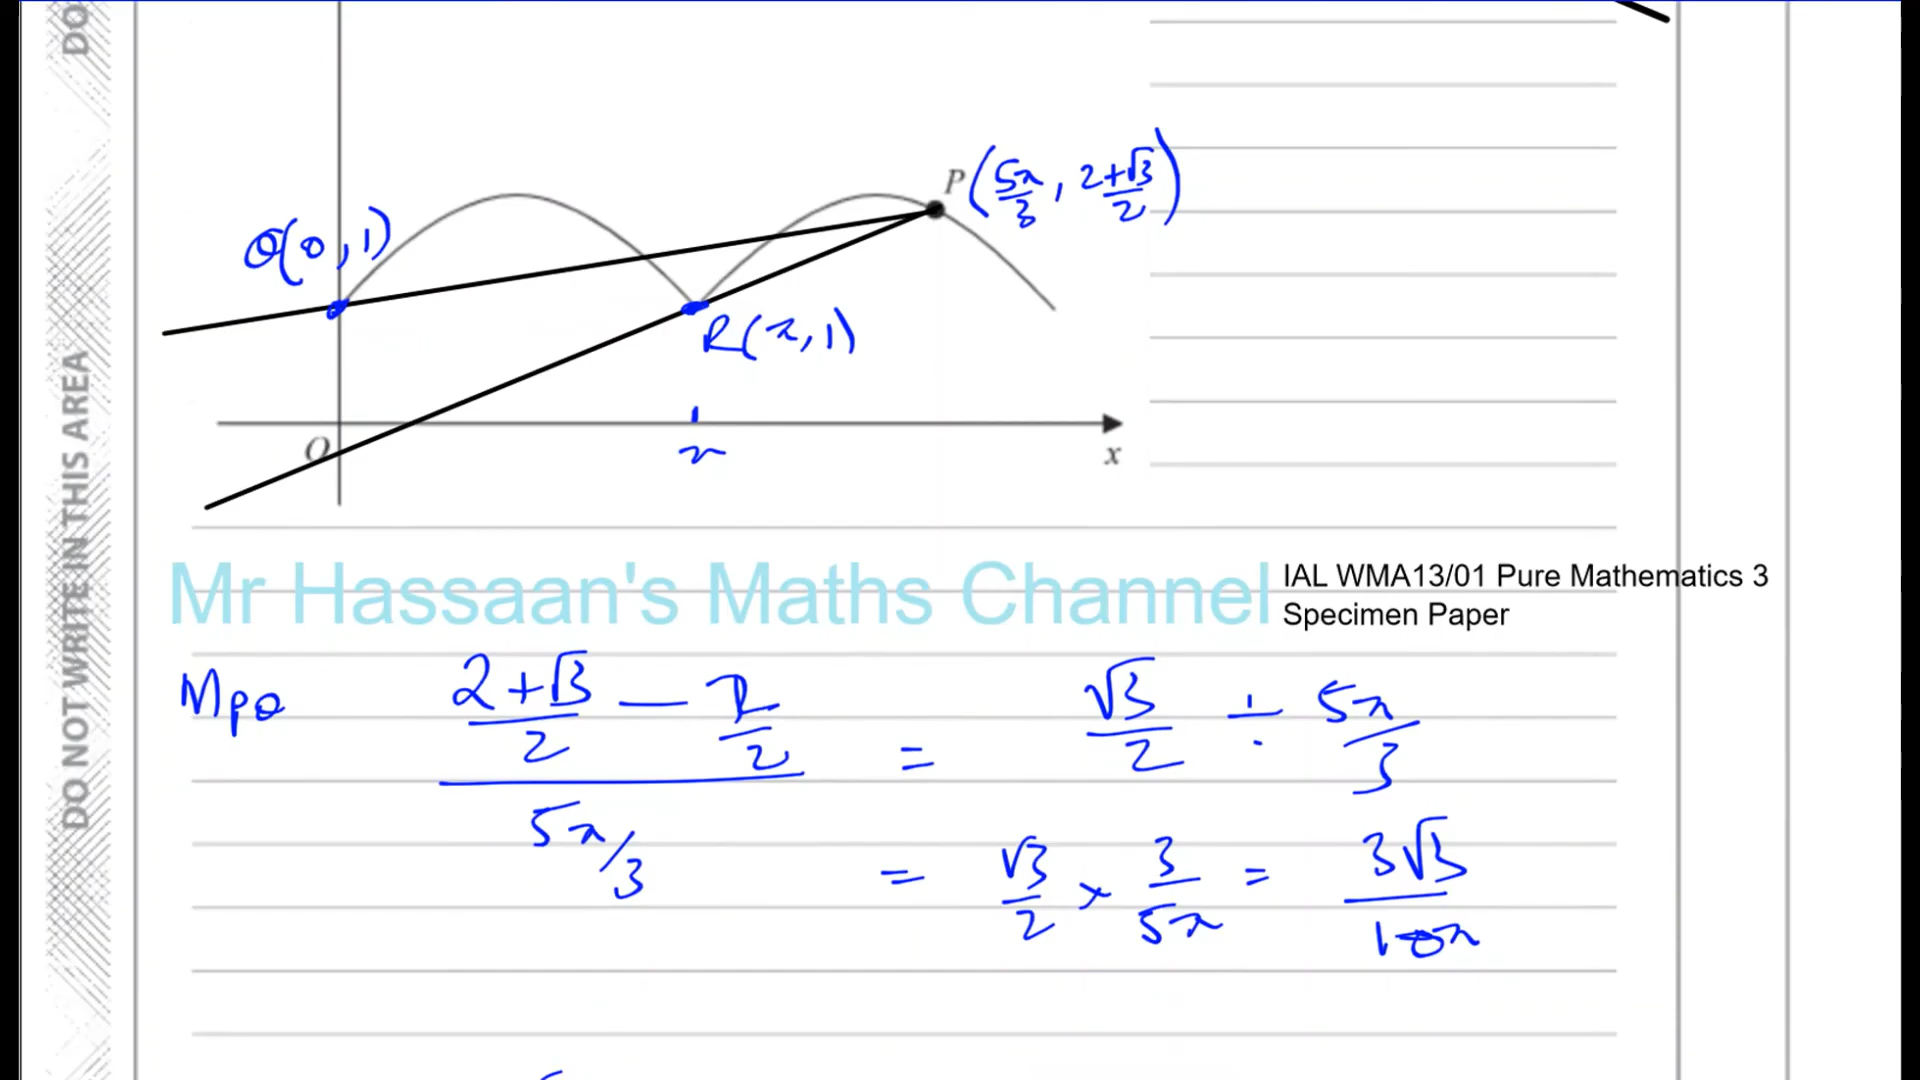 DO
DO NOT WRITE IN THIS AREA
P (5π/3, 2+√3/2)
Q(0,1)
R(π,1)
O
π
x
Mr Hassaan's Maths Channel
IAL WMA13/01 Pure Mathematics 3
Specimen Paper
MPQ (2+√3/2 − 2/2)/(5π/3) = √3/2 ÷ 5π/3
= √3/2 × 3/5π = 3√3/10π